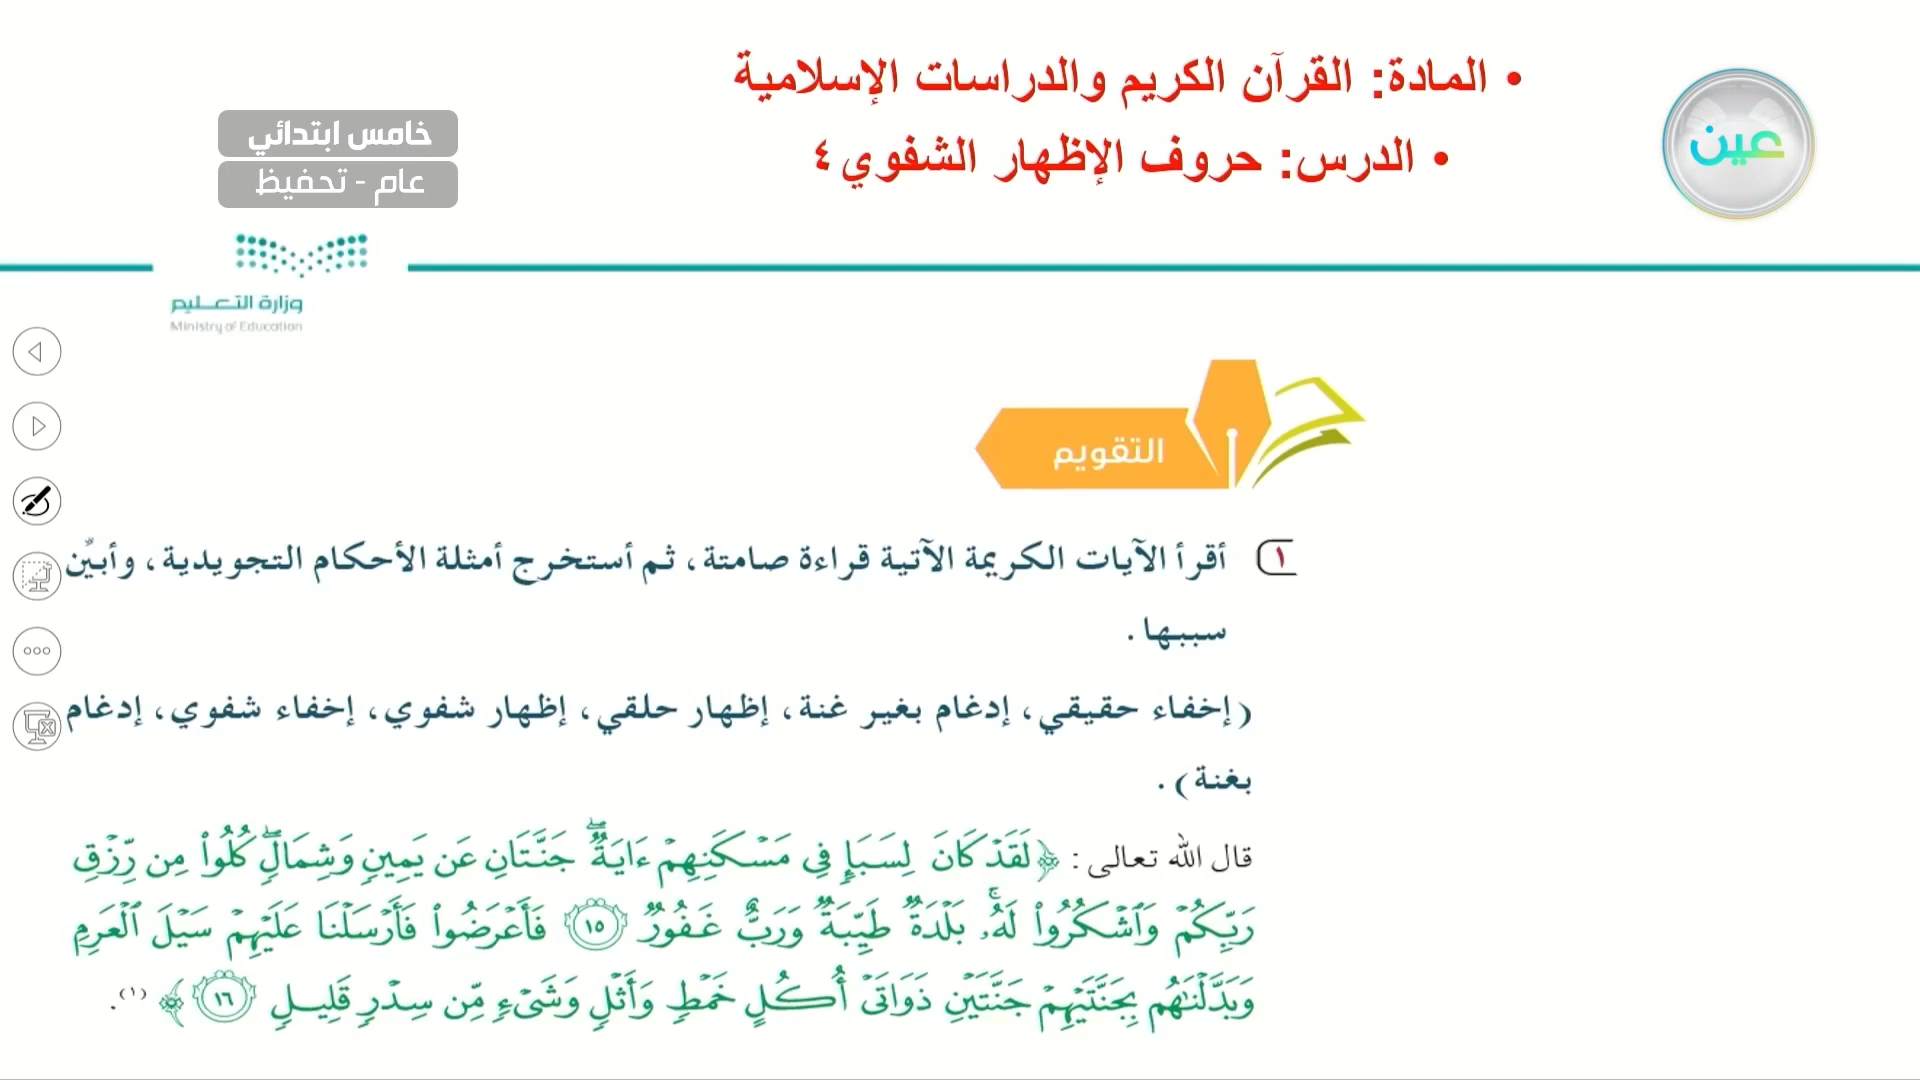 • المادة: القرآن الكريم والدراسات الإسلامية
• الدرس: حروف الإظهار الشفوي ٤
عين
خامس ابتدائي
عام - تحفيظ
وزارة التعليم
Ministry of Education
التقويم
١ أقرأ الآيات الكريمة الآتية قراءة صامتة، ثم أستخرج أمثلة الأحكام التجويدية، وأبيِّن
سببها.
(إخفاء حقيقي، إدغام بغير غنة، إظهار حلقي، إظهار شفوي، إخفاء شفوي، إدغام
بغنة).
قال الله تعالى: ﴿لَقَدْ كَانَ لِسَبَإٖ فِي مَسْكَنِهِمْ ءَايَةٞۖ جَنَّتَانِ عَن يَمِينٖ وَشِمَالٖۖ كُلُواْ مِن رِّزْقِ
رَبِّكُمْ وَٱشْكُرُواْ لَهُۥۚ بَلْدَةٞ طَيِّبَةٞ وَرَبٌّ غَفُورٞ ١٥ فَأَعْرَضُواْ فَأَرْسَلْنَا عَلَيْهِمْ سَيْلَ ٱلْعَرِمِ
وَبَدَّلْنَٰهُم بِجَنَّتَيْهِمْ جَنَّتَيْنِ ذَوَاتَيْ أُكُلٍ خَمْطٖ وَأَثْلٖ وَشَيْءٖ مِّن سِدْرٖ قَلِيلٖ ١٦﴾ (١).